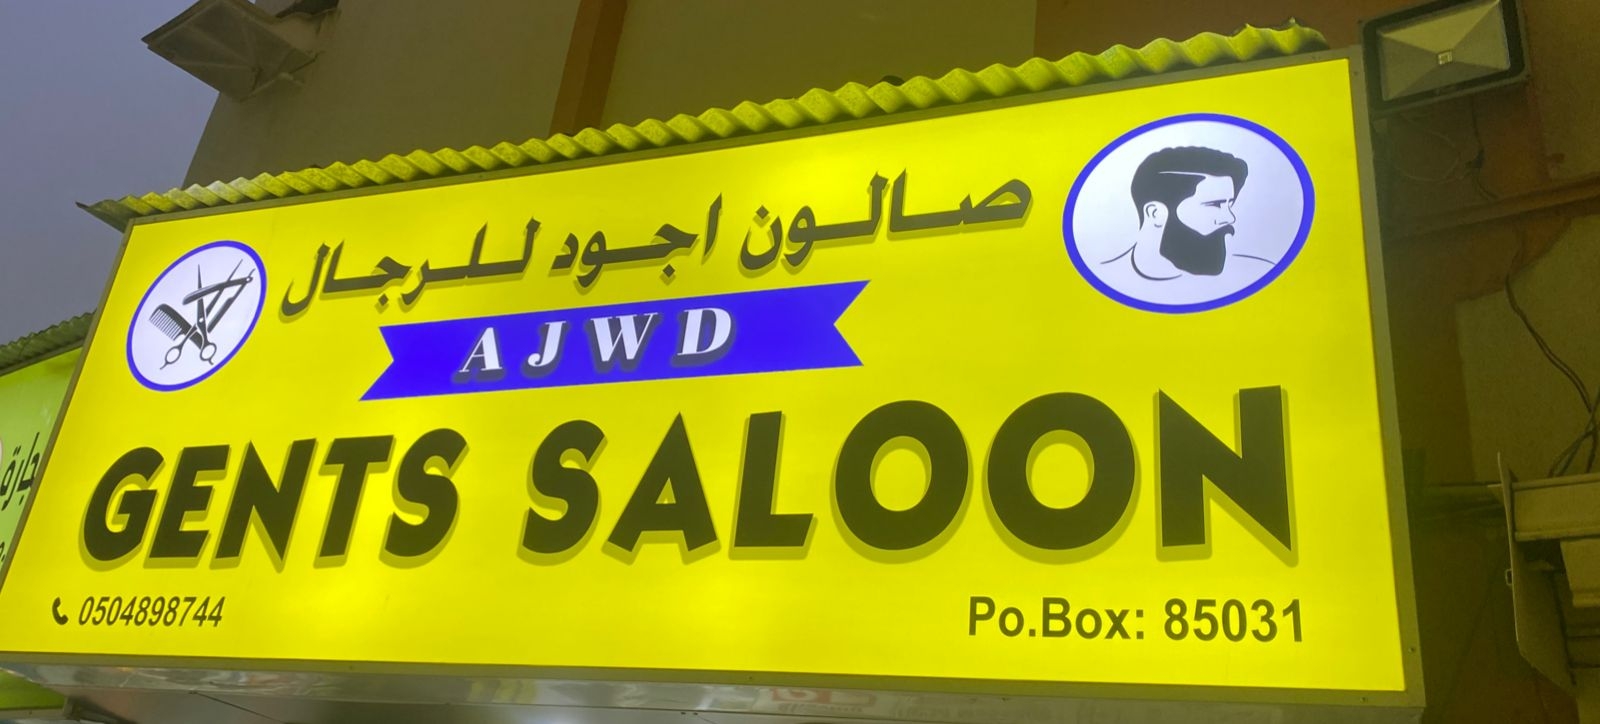 صالون اجود للرجال
AJWD
GENTS SALOON
0504898744
Po.Box: 85031